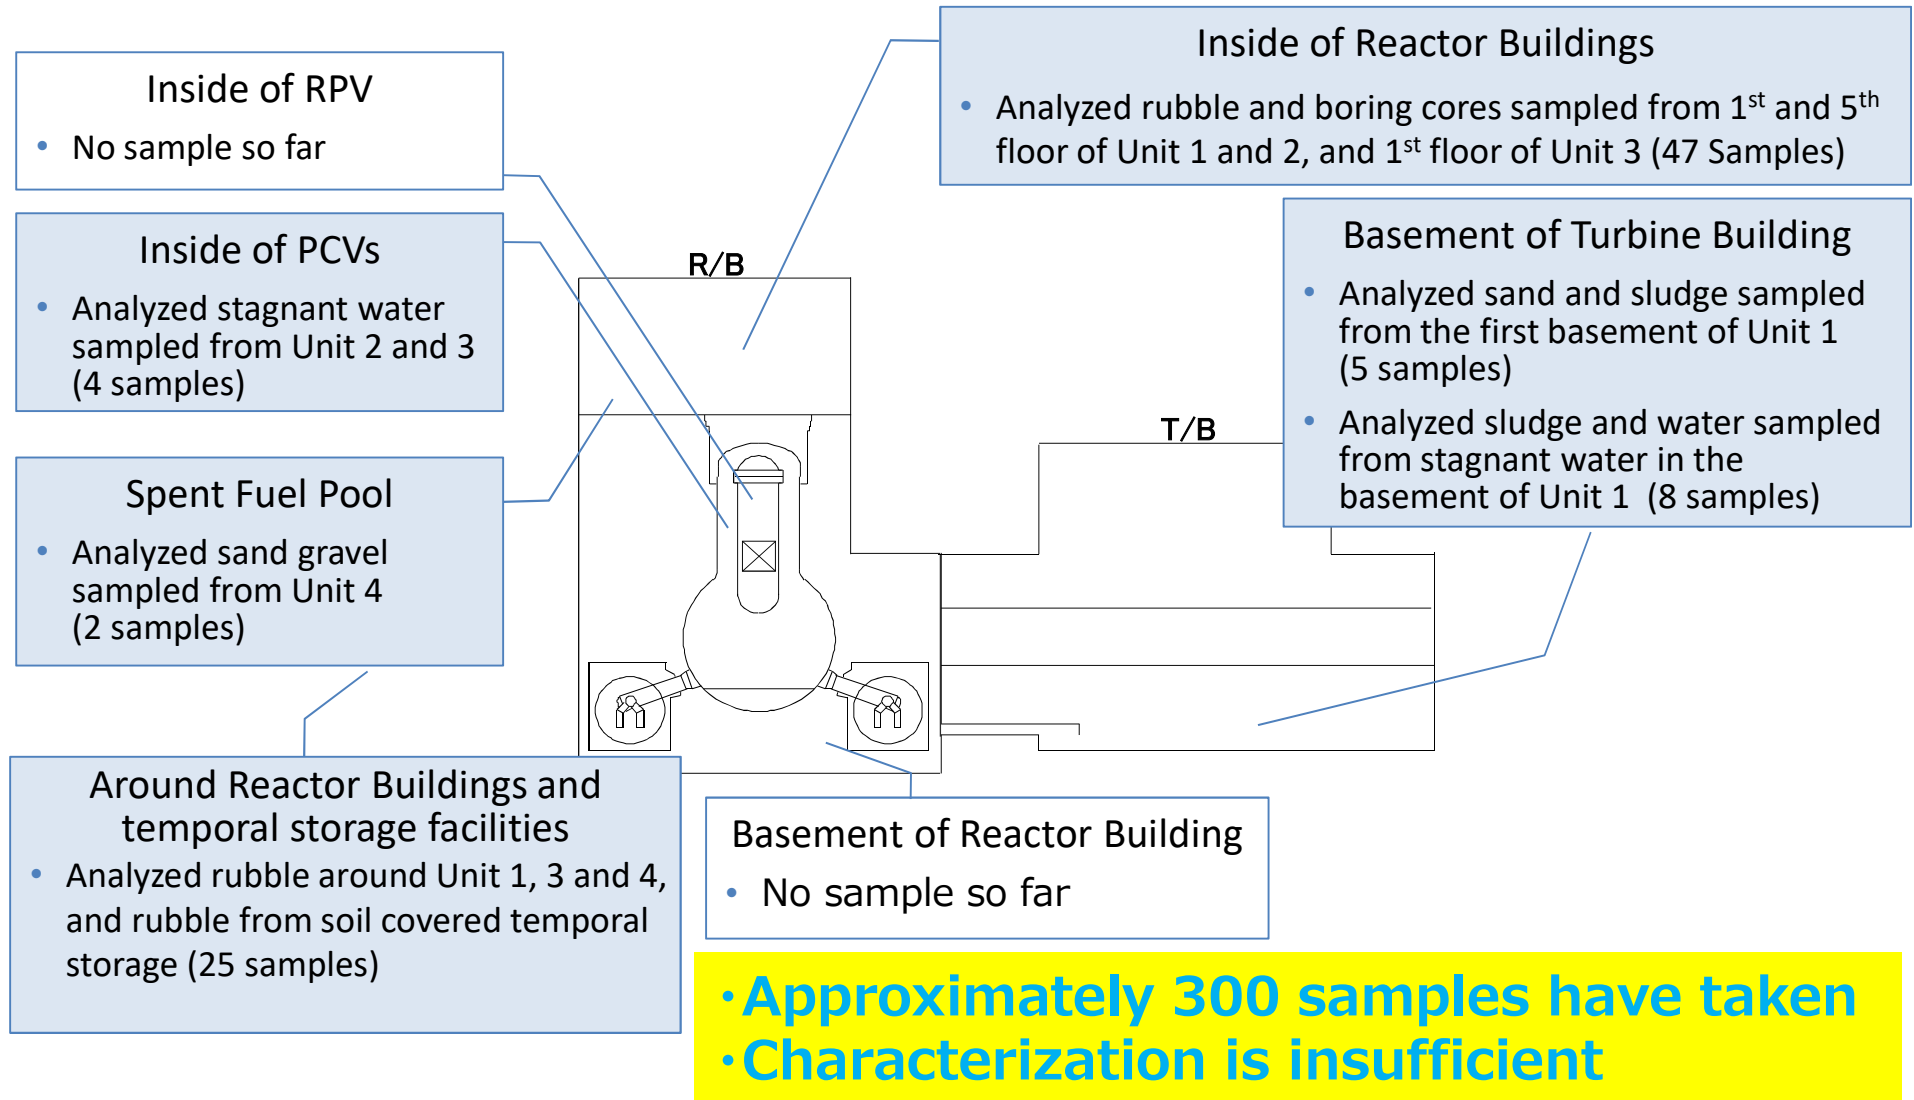 Inside of RPV
• No sample so far
Inside of PCVs
• Analyzed stagnant water
sampled from Unit 2 and 3
(4 samples)
Spent Fuel Pool
• Analyzed sand gravel
sampled from Unit 4
(2 samples)
Around Reactor Buildings and
temporal storage facilities
• Analyzed rubble around Unit 1, 3 and 4,
and rubble from soil covered temporal
storage (25 samples)
R/B
T/B
Inside of Reactor Buildings
• Analyzed rubble and boring cores sampled from 1st and 5th
floor of Unit 1 and 2, and 1st floor of Unit 3 (47 Samples)
Basement of Turbine Building
• Analyzed sand and sludge sampled
from the first basement of Unit 1
(5 samples)
• Analyzed sludge and water sampled
from stagnant water in the
basement of Unit 1 (8 samples)
Basement of Reactor Building
• No sample so far
・Approximately 300 samples have taken
・Characterization is insufficient